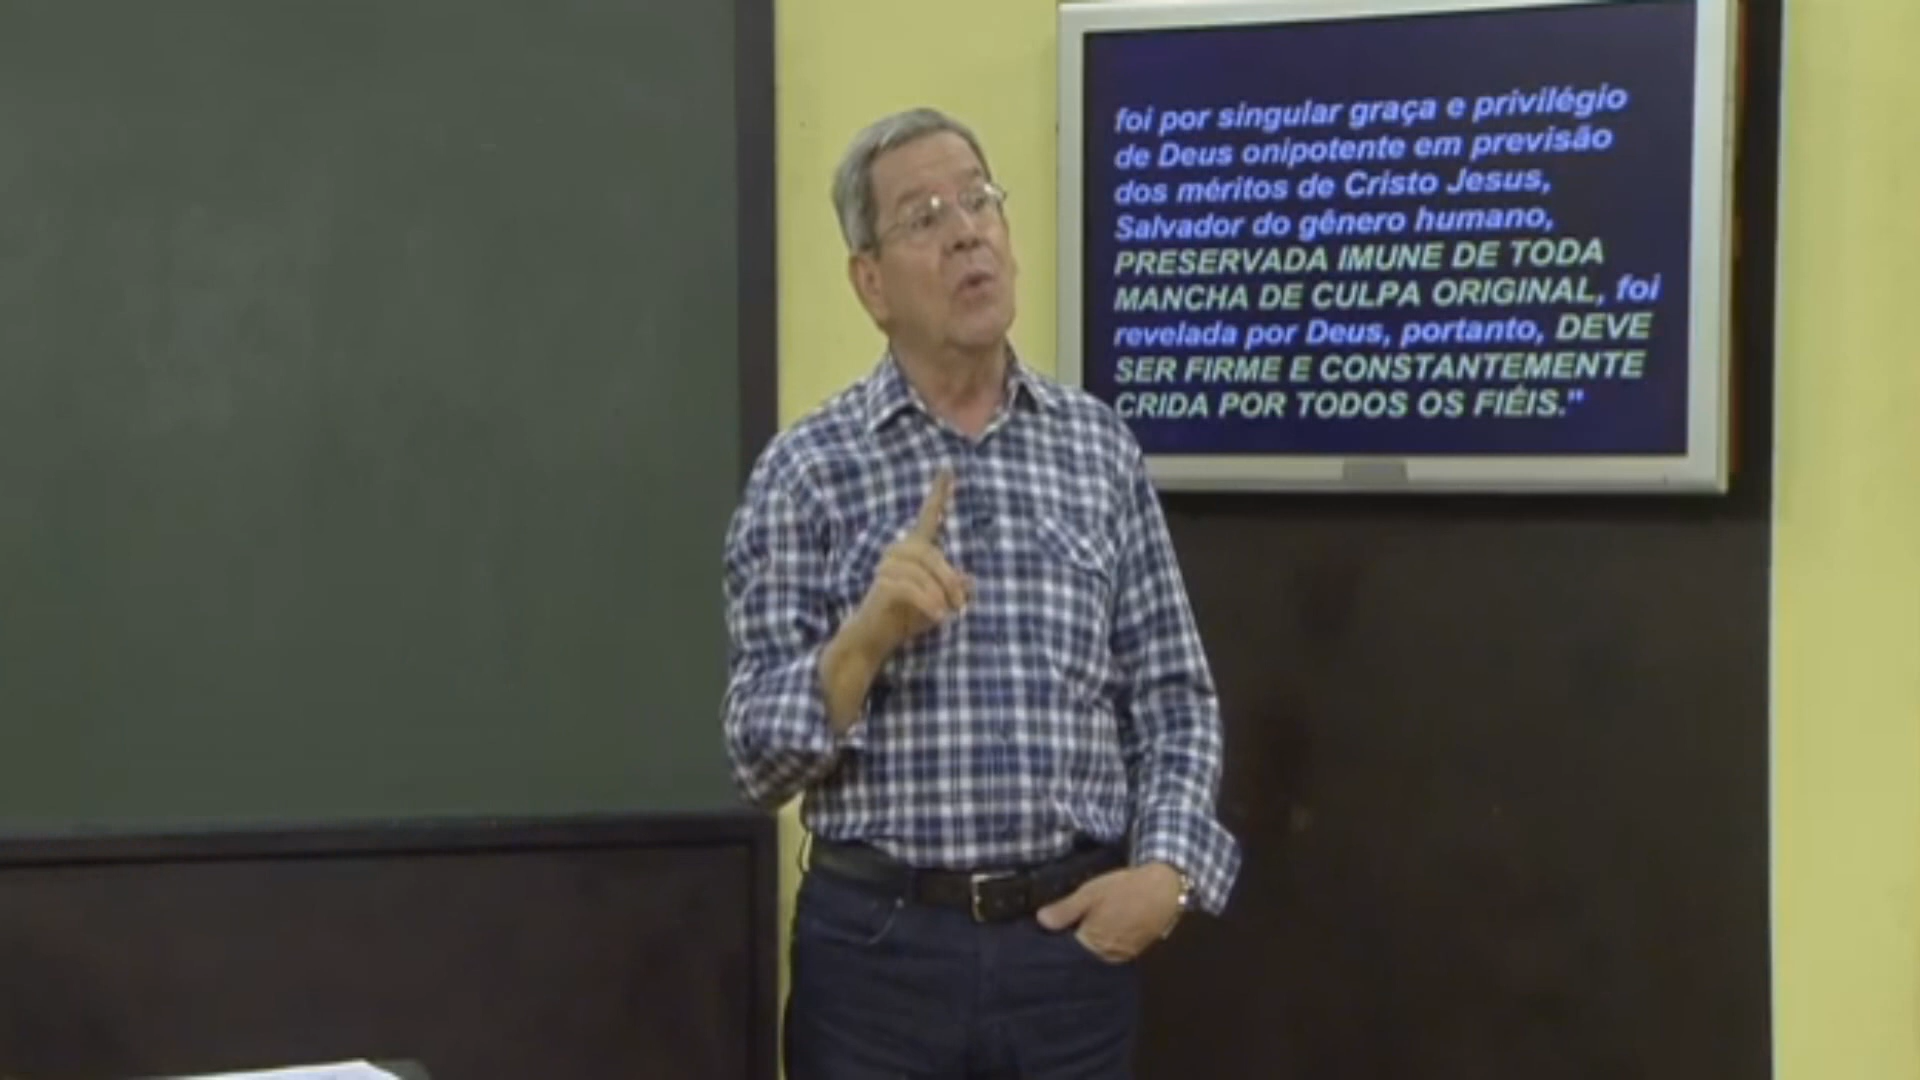 foi por singular graça e privilégio
de Deus onipotente em previsão
dos méritos de Cristo Jesus,
Salvador do gênero humano,
PRESERVADA IMUNE DE TODA
MANCHA DE CULPA ORIGINAL, foi
revelada por Deus, portanto, DEVE
SER FIRME E CONSTANTEMENTE
CRIDA POR TODOS OS FIÉIS."